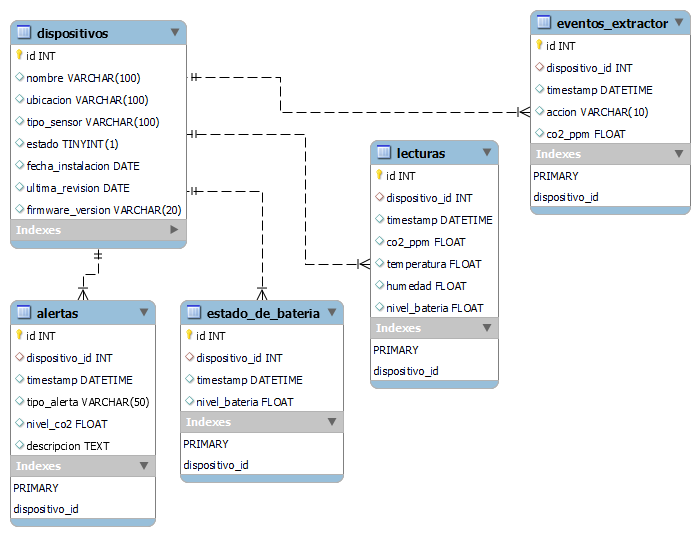 dispositivos
id INT
nombre VARCHAR(100)
ubicacion VARCHAR(100)
tipo_sensor VARCHAR(100)
estado TINYINT(1)
fecha_instalacion DATE
ultima_revision DATE
firmware_version VARCHAR(20)
Indexes
eventos_extractor
id INT
dispositivo_id INT
timestamp DATETIME
accion VARCHAR(10)
co2_ppm FLOAT
Indexes
PRIMARY
dispositivo_id
lecturas
id INT
dispositivo_id INT
timestamp DATETIME
co2_ppm FLOAT
temperatura FLOAT
humedad FLOAT
nivel_bateria FLOAT
Indexes
PRIMARY
dispositivo_id
alertas
id INT
dispositivo_id INT
timestamp DATETIME
tipo_alerta VARCHAR(50)
nivel_co2 FLOAT
descripcion TEXT
Indexes
PRIMARY
dispositivo_id
estado_de_bateria
id INT
dispositivo_id INT
timestamp DATETIME
nivel_bateria FLOAT
Indexes
PRIMARY
dispositivo_id